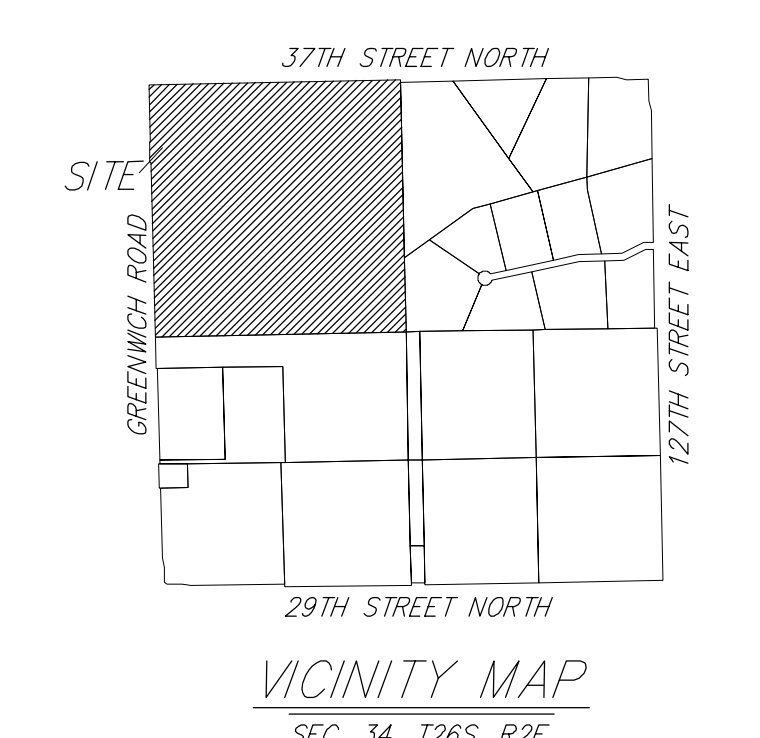 37TH STREET NORTH
SITE
GREENWICH ROAD
127TH STREET EAST
29TH STREET NORTH
VICINITY MAP
SEC. 34, T26S, R2E